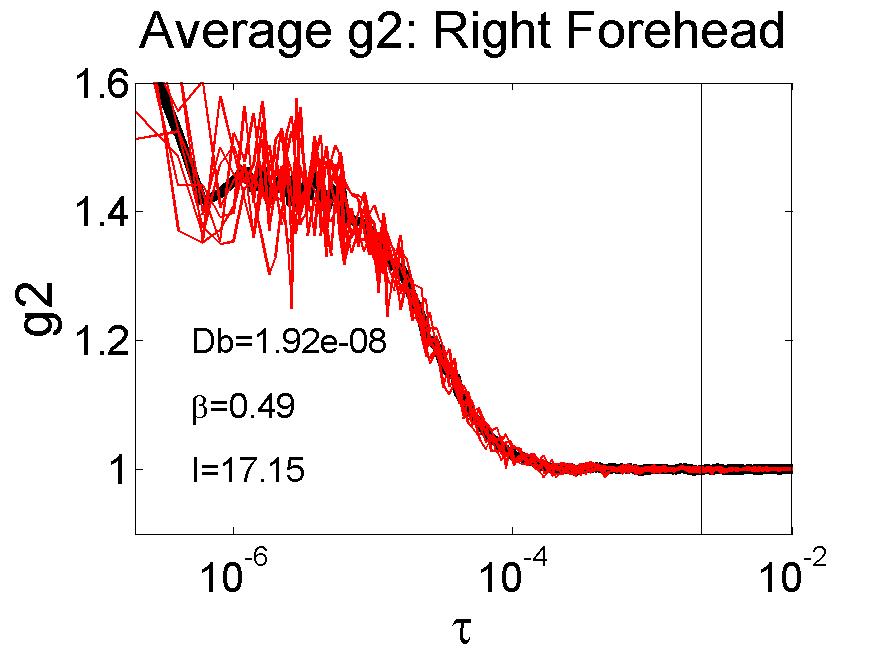 Average g2: Right Forehead
1.6
1.4
1.2
1
g2
Db=1.92e-08
β=0.49
I=17.15
10^-6
10^-4
10^-2
τ